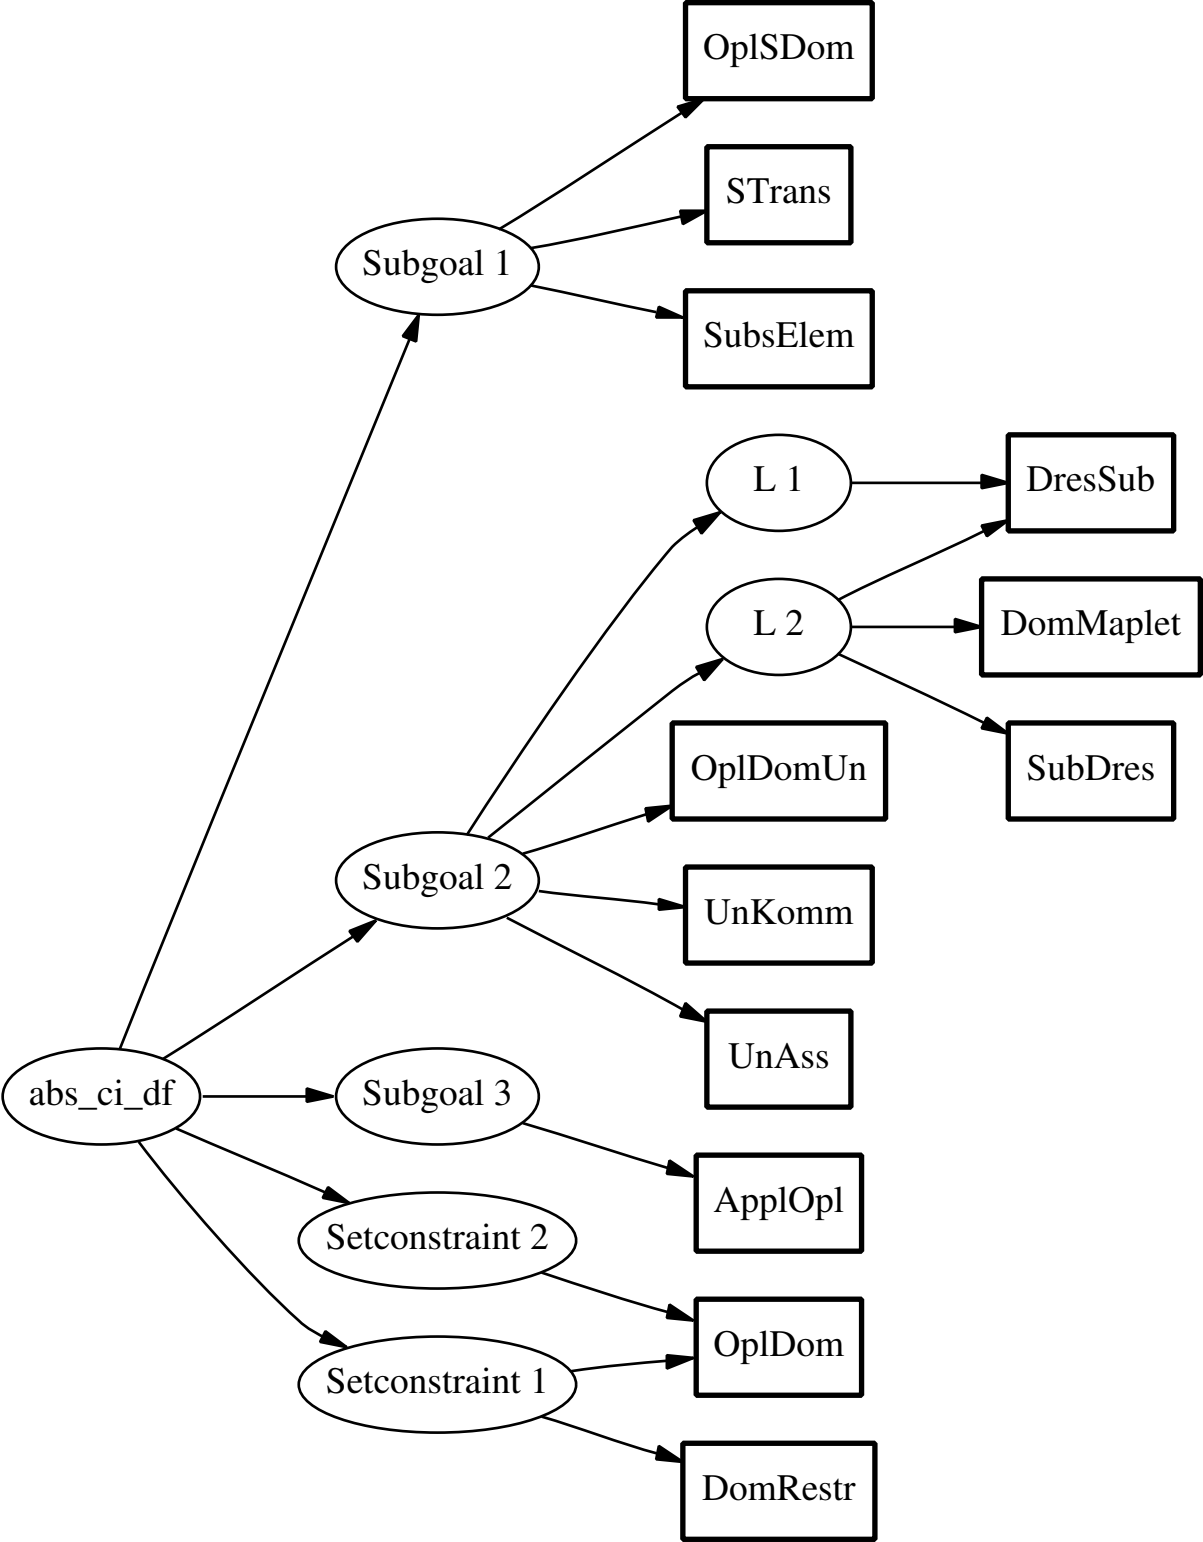 OplSDom
STrans
Subgoal 1
SubsElem
L 1
DresSub
L 2
DomMaplet
OplDomUn
SubDres
Subgoal 2
UnKomm
UnAss
abs_ci_df
Subgoal 3
ApplOpl
Setconstraint 2
OplDom
Setconstraint 1
DomRestr